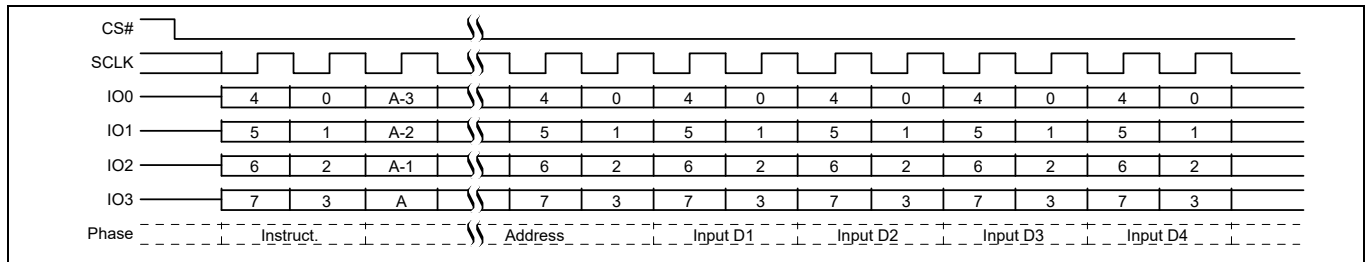 CS#
SCLK
IO0 4 0 A-3 4 0 4 0 4 0 4 0 4 0
IO1 5 1 A-2 5 1 5 1 5 1 5 1 5 1
IO2 6 2 A-1 6 2 6 2 6 2 6 2 6 2
IO3 7 3 A 7 3 7 3 7 3 7 3 7 3
Phase Instruct. Address Input D1 Input D2 Input D3 Input D4